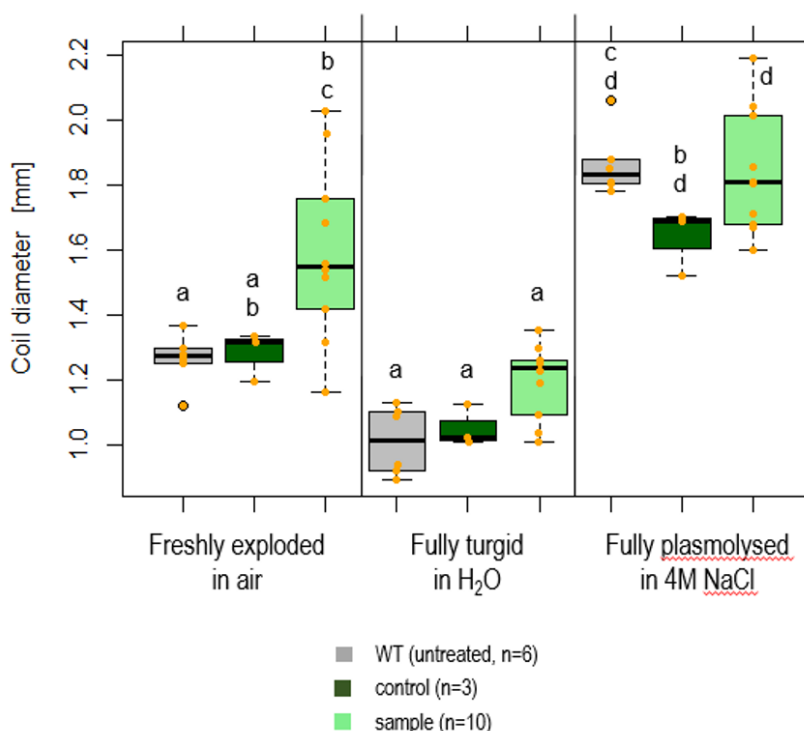 Coil diameter [mm]
2.2
2.0
1.8
1.6
1.4
1.2
1.0
a
a
b
b
c
a
a
a
c
d
b
d
d
Freshly exploded
in air
Fully turgid
in H₂O
Fully plasmolysed
in 4M NaCl
WT (untreated, n=6)
control (n=3)
sample (n=10)